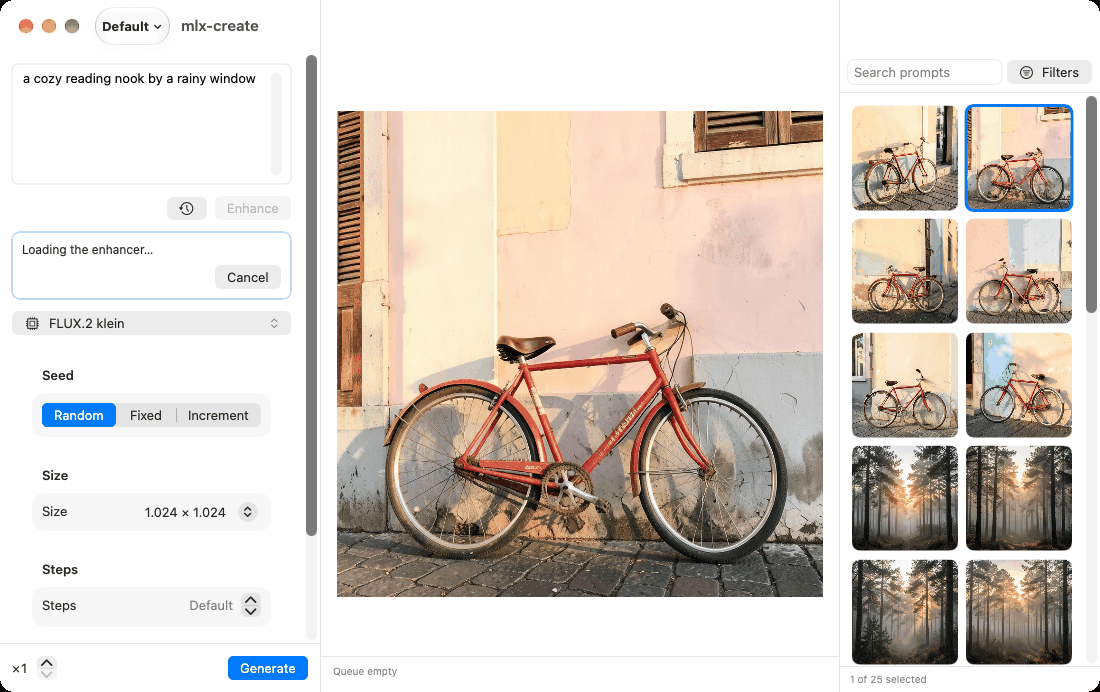 Default
mlx-create
a cozy reading nook by a rainy window
Enhance
Loading the enhancer...
Cancel
FLUX.2 klein
Seed
Random
Fixed
Increment
Size
Size
1.024 × 1.024
Steps
Steps
Default
×1
Generate
Queue empty
Search prompts
Filters
1 of 25 selected